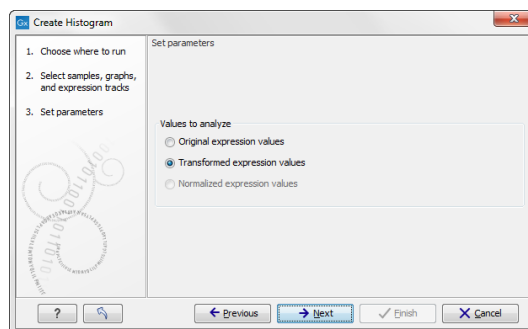 Gx Create Histogram
1. Choose where to run
2. Select samples, graphs,
and expression tracks
3. Set parameters
Set parameters
Values to analyze
Original expression values
Transformed expression values
Normalized expression values
? Previous Next Finish Cancel